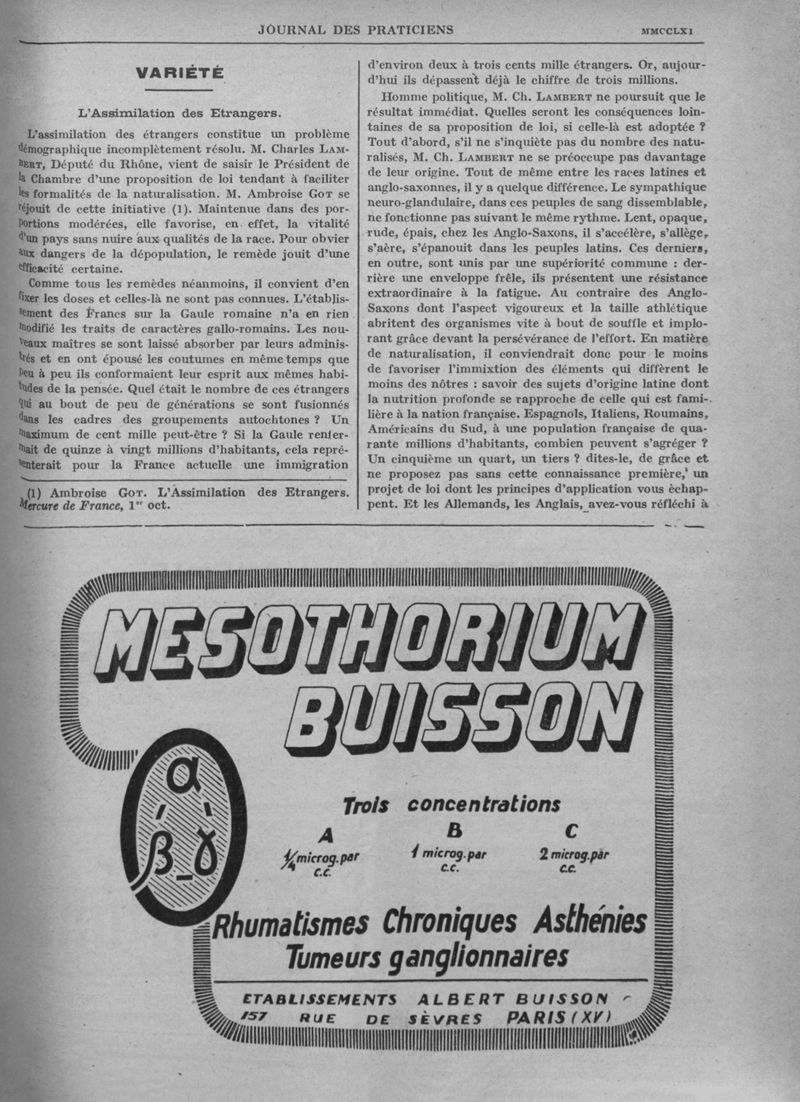 JOURNAL DES PRATICIENS
MMCCLXI
VARIÉTÉ
L'Assimilation des Etrangers.
L'assimilation des étrangers constitue un problème
démographique incomplètement résolu. M. Charles LAM-
BERT, Député du Rhône, vient de saisir le Président de
la Chambre d'une proposition de loi tendant à faciliter
les formalités de la naturalisation. M. Ambroise GOT se
réjouit de cette initiative (1). Maintenue dans des por-
portions modérées, elle favorise, en effet, la vitalité
d'un pays sans nuire aux qualités de la race. Pour obvier
aux dangers de la dépopulation, le remède jouit d'une
efficacité certaine.
Comme tous les remèdes néanmoins, il convient d'en
fixer les doses et celles-là ne sont pas connues. L'établis-
sement des Francs sur la Gaule romaine n'a en rien
modifié les traits de caractères gallo-romains. Les nou-
veaux maîtres se sont laissé absorber par leurs adminis-
trés et en ont épousé les coutumes en même temps que
peu à peu ils conformaient leur esprit aux mêmes habi-
tudes de la pensée. Quel était le nombre de ces étrangers
qui au bout de peu de générations se sont fusionnés
dans les cadres des groupements autochtones ? Un
maximum de cent mille peut-être ? Si la Gaule renfer-
mait de quinze à vingt millions d'habitants, cela repré-
senterait pour la France actuelle une immigration
(1) Ambroise GOT. L'Assimilation des Etrangers.
Mercure de France, 1er oct.
d'environ deux à trois cents mille étrangers. Or, aujour-
d'hui ils dépassent déjà le chiffre de trois millions.
Homme politique, M. Ch. LAMBERT ne poursuit que le
résultat immédiat. Quelles seront les conséquences loin-
taines de sa proposition de loi, si celle-là est adoptée ?
Tout d'abord, s'il ne s'inquiète pas du nombre des natu-
ralisés, M. Ch. LAMBERT ne se préoccupe pas davantage
de leur origine. Tout de même entre les races latines et
anglo-saxonnes, il y a quelque différence. Le sympathique
neuro-glandulaire, dans ces peuples de sang dissemblable,
ne fonctionne pas suivant le même rythme. Lent, opaque,
rude, épais, chez les Anglo-Saxons, il s'accélère, s'allège,
s'aère, s'épanouit dans les peuples latins. Ces derniers,
en outre, sont unis par une supériorité commune : der-
rière une enveloppe frêle, ils présentent une résistance
extraordinaire à la fatigue. Au contraire des Anglo-
Saxons dont l'aspect vigoureux et la taille athlétique
abritent des organismes vite à bout de souffle et implo-
rant grâce devant la persévérance de l'effort. En matière
de naturalisation, il conviendrait donc pour le moins
de favoriser l'immixtion des éléments qui diffèrent le
moins des nôtres : savoir des sujets d'origine latine dont
la nutrition profonde se rapproche de celle qui est fami-
lière à la nation française. Espagnols, Italiens, Roumains,
Américains du Sud, à une population française de qua-
rante millions d'habitants, combien peuvent s'agréger ?
Un cinquième un quart, un tiers ? dites-le, de grâce et
ne proposez pas sans cette connaissance première, un
projet de loi dont les principes d'application vous échap-
pent. Et les Allemands, les Anglais, avez-vous réfléchi à
MESOTHORIUM
BUISSON
α
β γ
Trois concentrations
A B C
1/4 microg. par c.c.
1 microg. par c.c.
2 microg. par c.c.
Rhumatismes Chroniques Asthénies
Tumeurs ganglionnaires
ETABLISSEMENTS ALBERT BUISSON
157 RUE DE SÈVRES PARIS (XV)